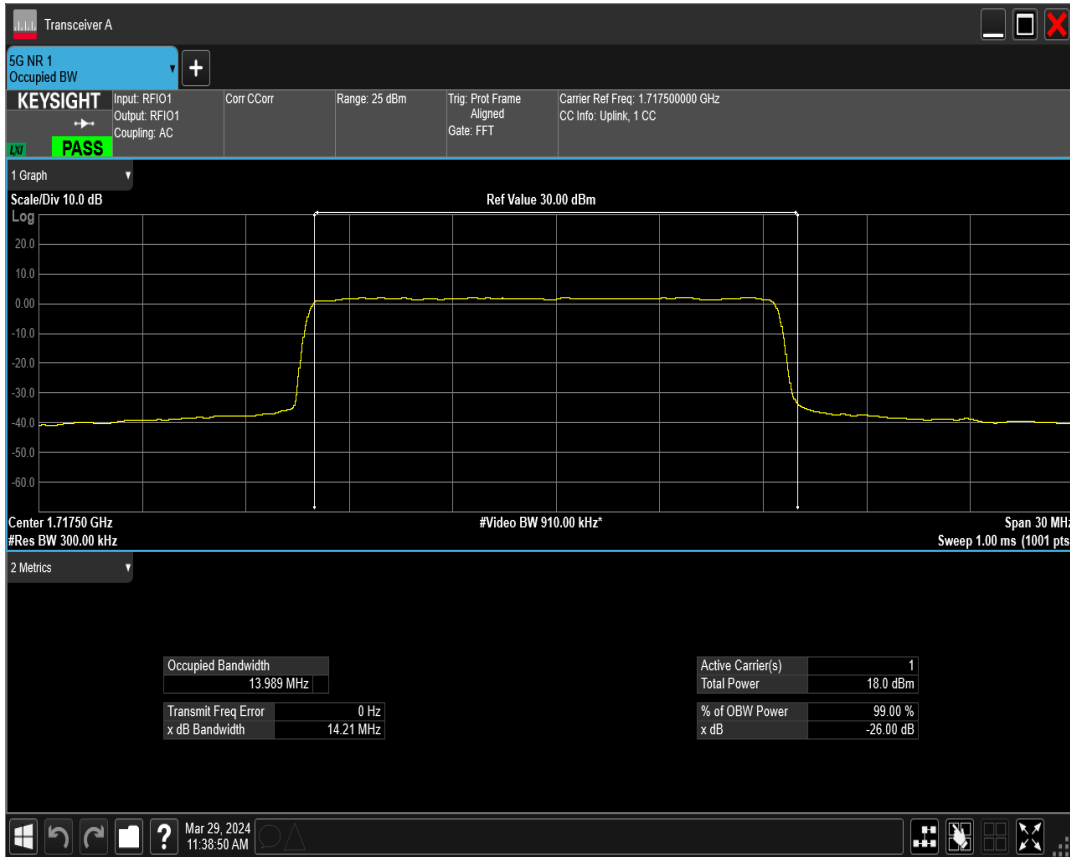 Transceiver A
5G NR 1
Occupied BW
KEYSIGHT
LXI
PASS
Input: RFIO1
Output: RFIO1
Coupling: AC
Corr CCorr
Range: 25 dBm
Trig: Prot Frame
Aligned
Gate: FFT
Carrier Ref Freq: 1.717500000 GHz
CC Info: Uplink, 1 CC
1 Graph
Scale/Div 10.0 dB
Ref Value 30.00 dBm
Log
20.0
10.0
0.00
-10.0
-20.0
-30.0
-40.0
-50.0
-60.0
Center 1.71750 GHz
#Video BW 910.00 kHz*
Span 30 MHz
#Res BW 300.00 kHz
Sweep 1.00 ms (1001 pts
2 Metrics
Occupied Bandwidth
13.989 MHz
Transmit Freq Error 0 Hz
x dB Bandwidth 14.21 MHz
Active Carrier(s) 1
Total Power 18.0 dBm
% of OBW Power 99.00 %
x dB -26.00 dB
?
Mar 29, 2024
11:38:50 AM